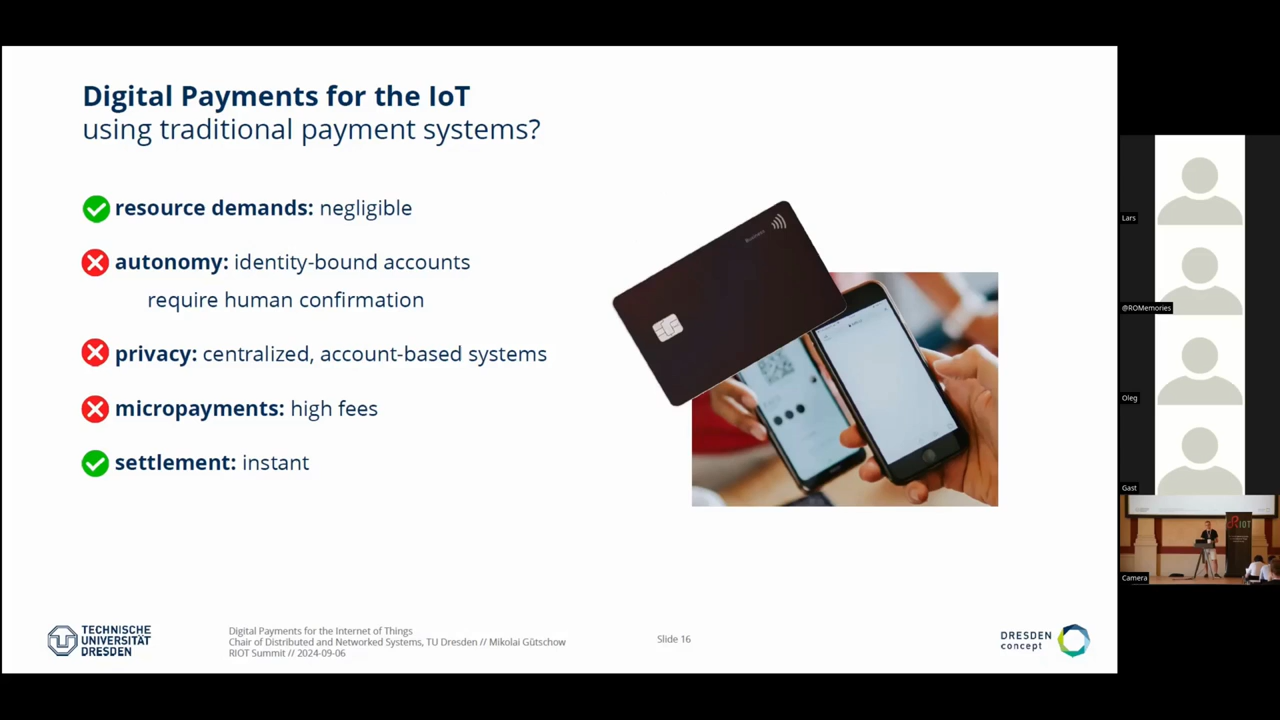 Digital Payments for the IoT
using traditional payment systems?
resource demands: negligible
autonomy: identity-bound accounts
require human confirmation
privacy: centralized, account-based systems
micropayments: high fees
settlement: instant
TECHNISCHE
UNIVERSITÄT
DRESDEN
Digital Payments for the Internet of Things
Chair of Distributed and Networked Systems, TU Dresden // Mikolai Gütschow
RIOT Summit // 2024-09-06
Slide 16
DRESDEN
concept
Lars
@ROMemories
Oleg
Gast
RIOT
Camera